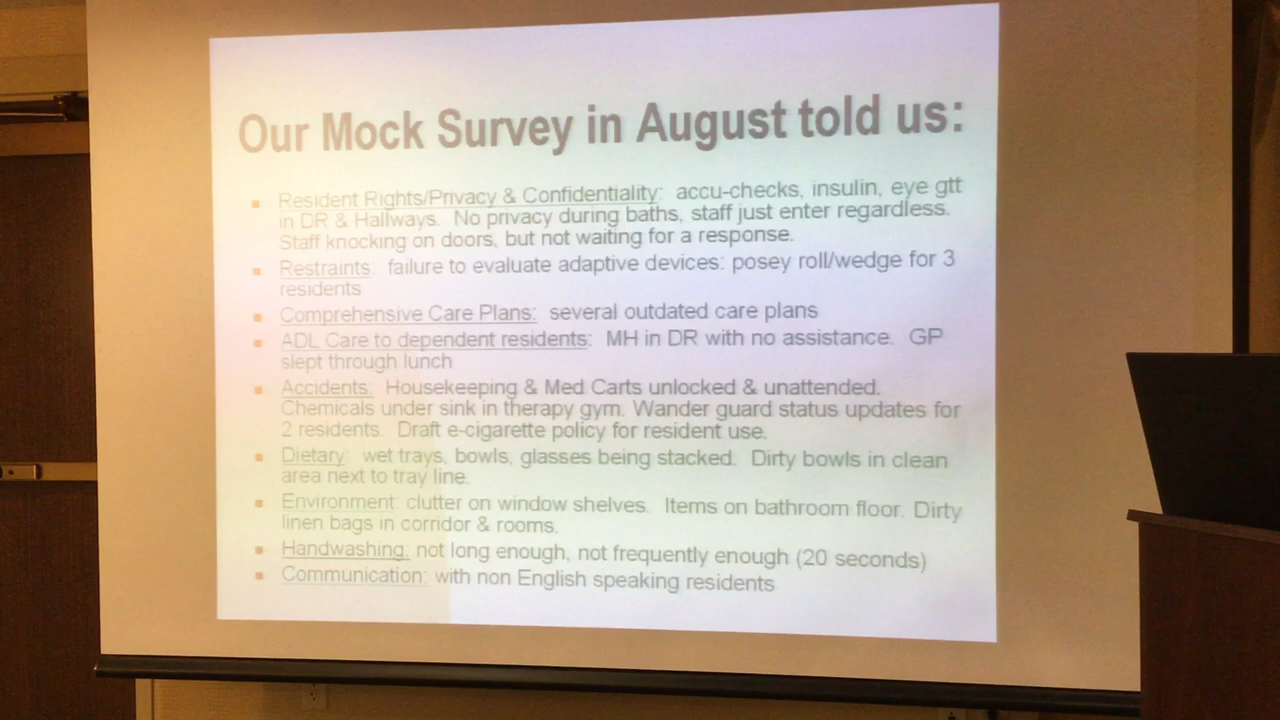 Our Mock Survey in August told us:
Resident Rights/Privacy & Confidentiality: accu-checks, insulin, eye gtt
in DR & Hallways. No privacy during baths, staff just enter regardless.
Staff knocking on doors, but not waiting for a response.
Restraints: failure to evaluate adaptive devices: posey roll/wedge for 3
residents
Comprehensive Care Plans: several outdated care plans
ADL Care to dependent residents: MH in DR with no assistance. GP
slept through lunch
Accidents: Housekeeping & Med Carts unlocked & unattended.
Chemicals under sink in therapy gym. Wander guard status updates for
2 residents. Draft e-cigarette policy for resident use.
Dietary: wet trays, bowls, glasses being stacked. Dirty bowls in clean
area next to tray line.
Environment: clutter on window shelves. Items on bathroom floor. Dirty
linen bags in corridor & rooms.
Handwashing: not long enough, not frequently enough (20 seconds)
Communication: with non English speaking residents